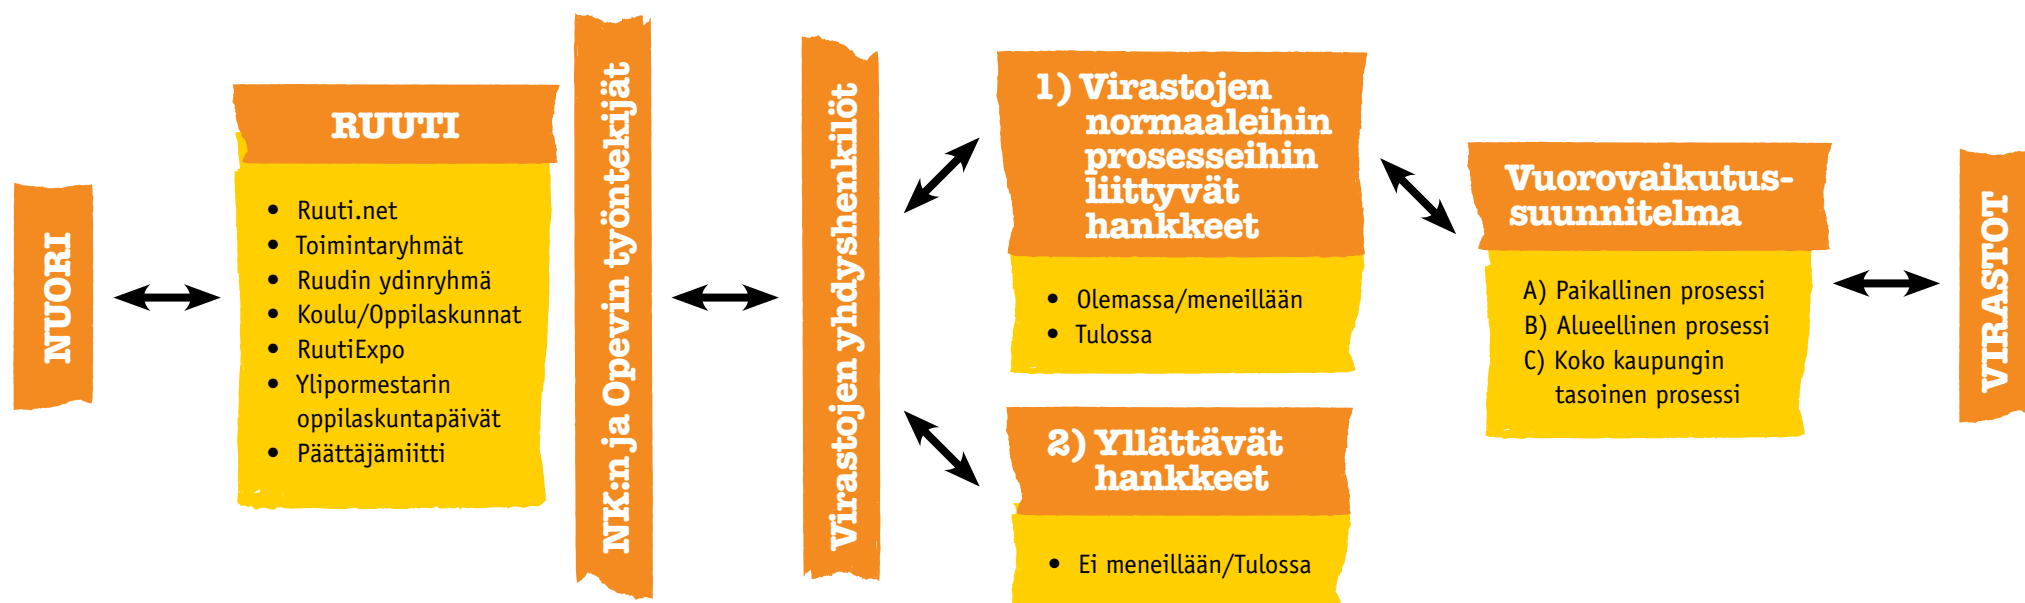 NUORI
RUUTI
• Ruuti.net
• Toimintaryhmät
• Ruudin ydinryhmä
• Koulu/Oppilaskunnat
• RuutiExpo
• Ylipormestarin
oppilaskuntapäivät
• Päättäjämiitti
NK:n ja Opevin työntekijät
Virastojen yhdyshenkilöt
1) Virastojen
normaaleihin
prosesseihin
liittyvät
hankkeet
• Olemassa/meneillään
• Tulossa
2) Yllättävät
hankkeet
• Ei meneillään/Tulossa
Vuorovaikutus-
suunnitelma
A) Paikallinen prosessi
B) Alueellinen prosessi
C) Koko kaupungin
tasoinen prosessi
VIRASTOT